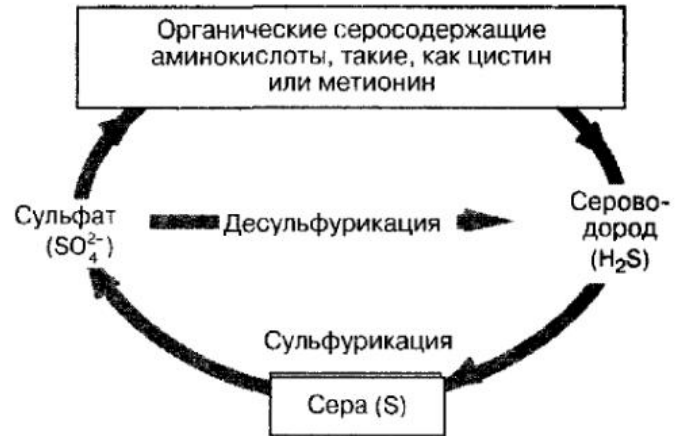 Органические серосодержащие
аминокислоты, такие, как цистин
или метионин
Сульфат
(SO₄²⁻)
Десульфурикация
Серово-
дород
(H₂S)
Сульфурикация
Сера (S)